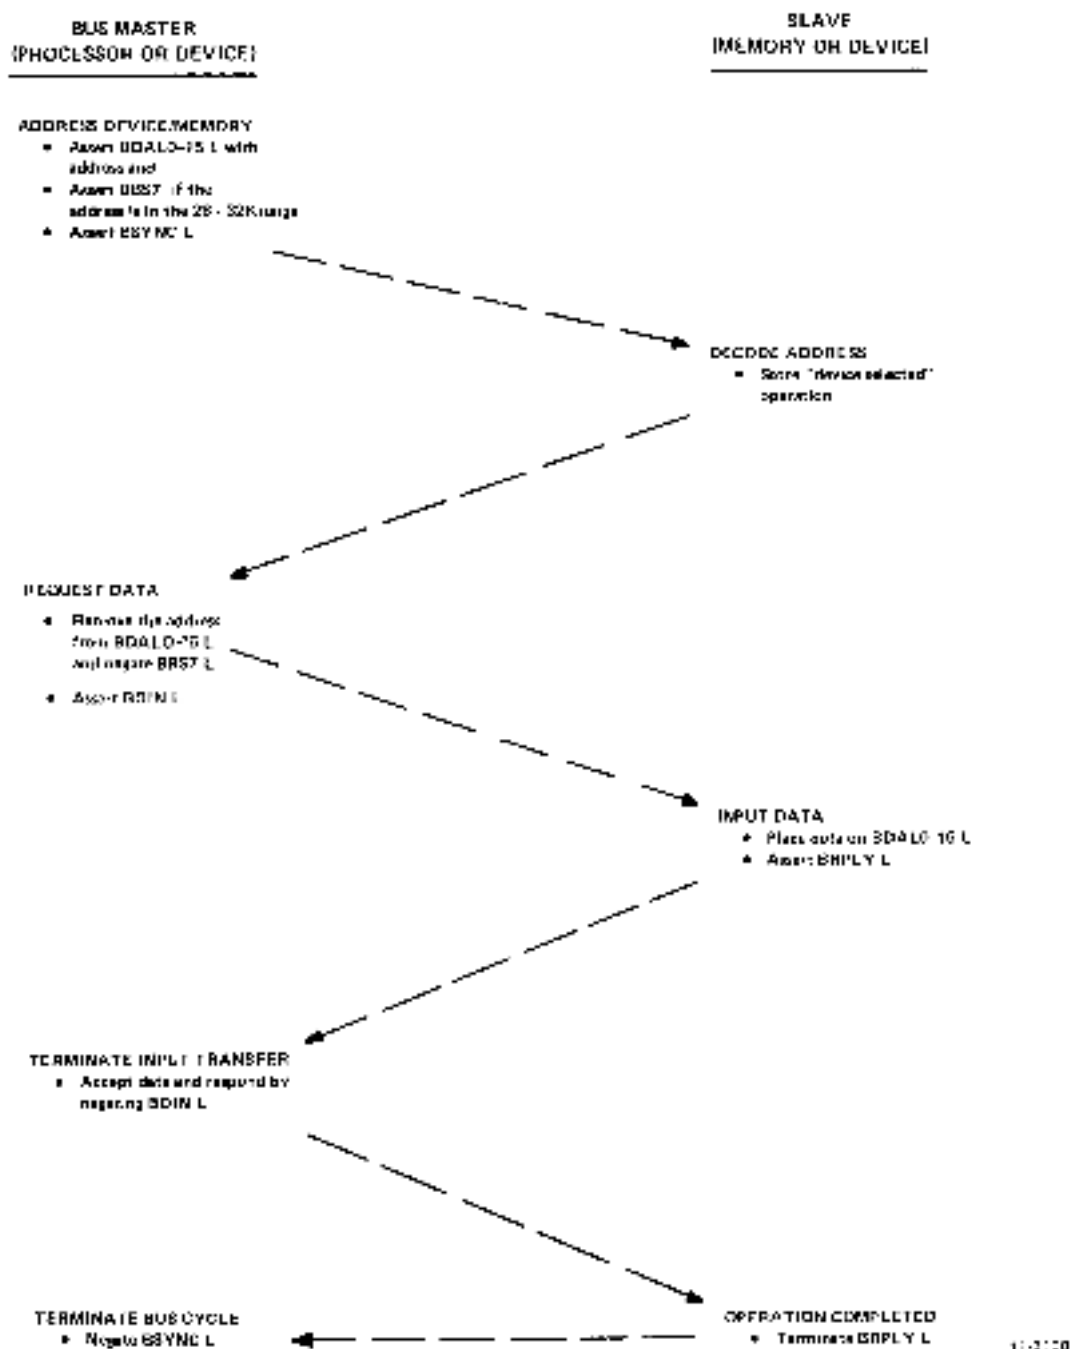 BUS MASTER
(PROCESSOR OR DEVICE)
SLAVE
(MEMORY OR DEVICE)
ADDRESS DEVICE/MEMORY
• Assert BDAL0-15 L with
address and
• Assert BBS7 if the
address is in the 28 - 32K range
• Assert BSYNC L
DECODE ADDRESS
• Store "device selected"
operation
REQUEST DATA
• Remove the address
from BDAL0-15 L
and negate BBS7 L
• Assert BDIN L
INPUT DATA
• Place data on BDAL0-15 L
• Assert BRPLY L
TERMINATE INPUT TRANSFER
• Accept data and respond by
negating BDIN L
OPERATION COMPLETED
• Terminate BRPLY L
TERMINATE BUS CYCLE
• Negate BSYNC L